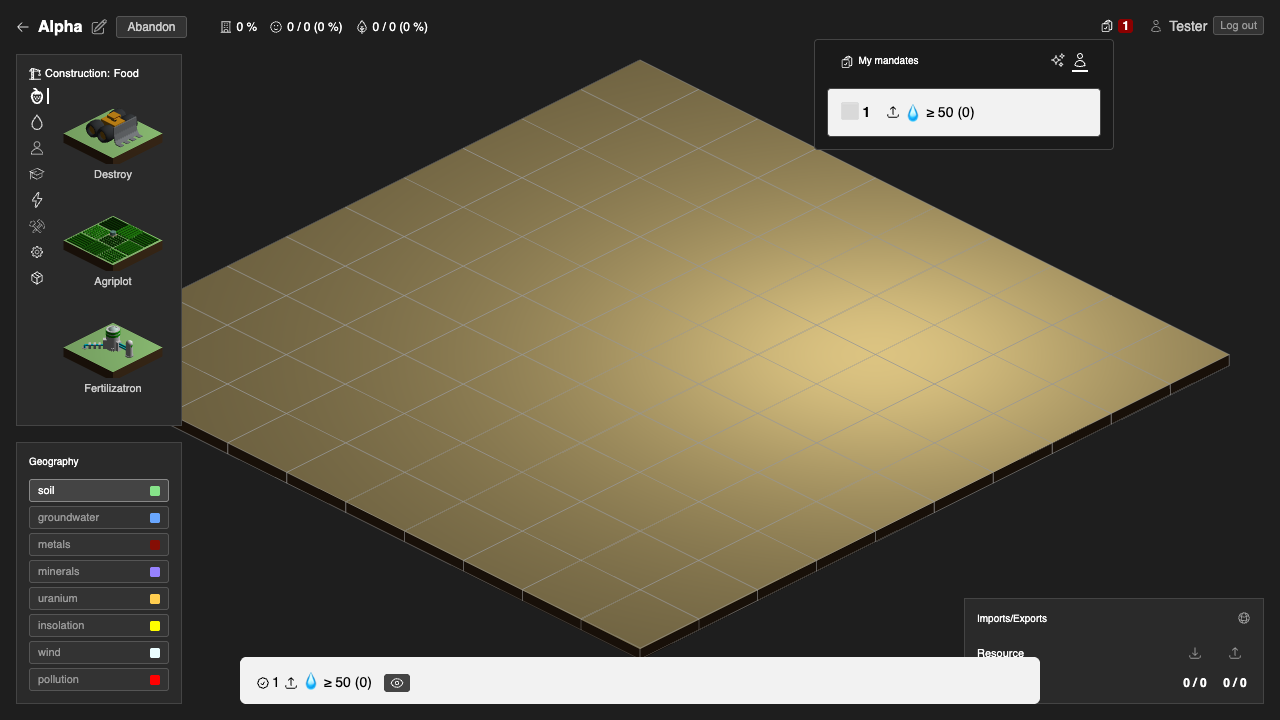 Alpha Abandon 0 % 0 / 0 (0 %) 0 / 0 (0 %) 1 Tester Log out
Construction: Food
Destroy
Agriplot
Fertilizatron
My mandates
1 ≥ 50 (0)
Geography
soil
groundwater
metals
minerals
uranium
insolation
wind
pollution
Imports/Exports
Resource
0 / 0 0 / 0
1 ≥ 50 (0)